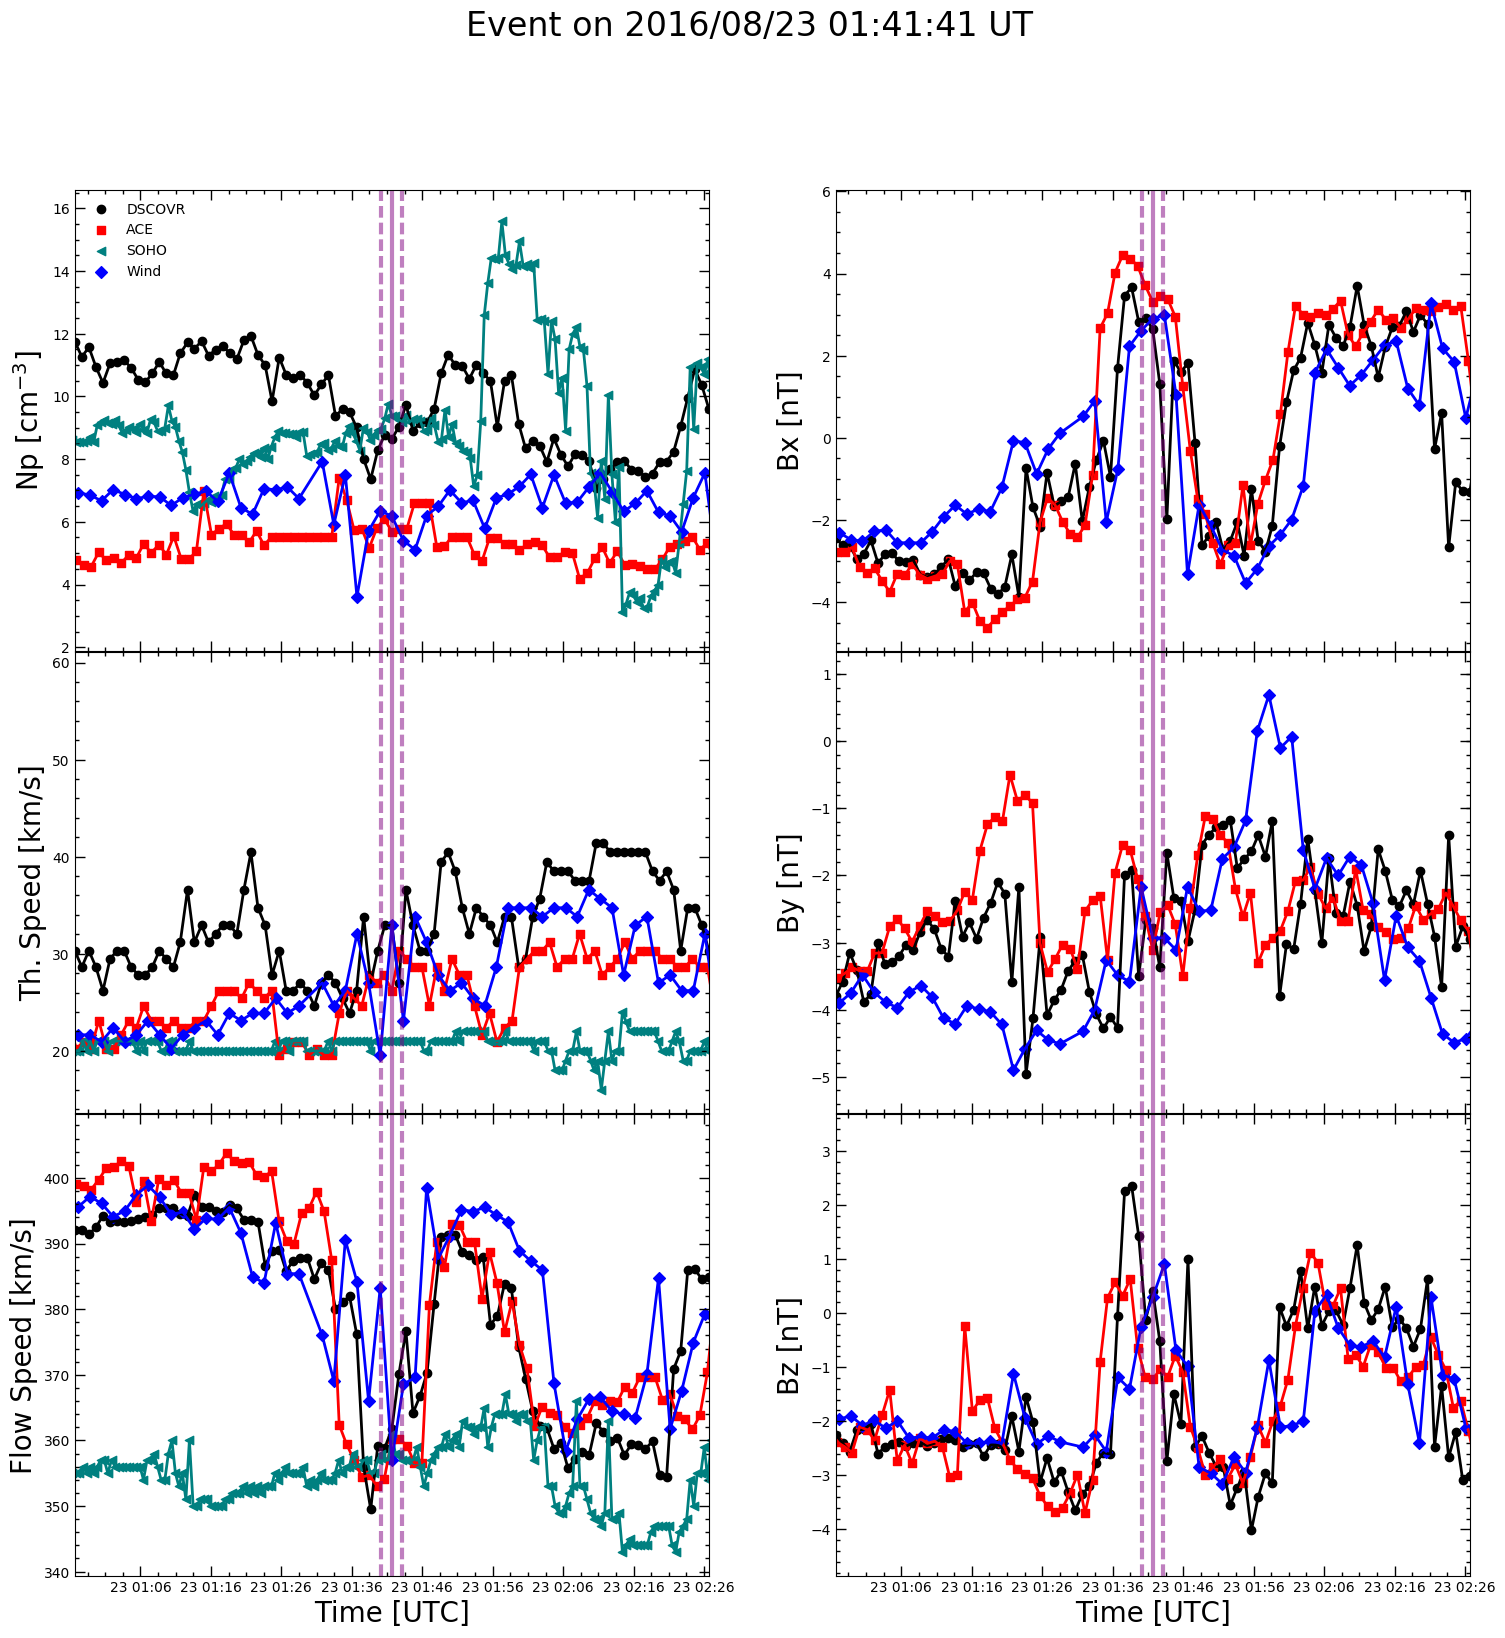 Event on 2016/08/23 01:41:41 UT
DSCOVR
ACE
SOHO
Wind
Np [cm⁻³]
16
14
12
10
8
6
4
2
Th. Speed [km/s]
60
50
40
30
20
Flow Speed [km/s]
400
390
380
370
360
350
340
23 01:06 23 01:16 23 01:26 23 01:36 23 01:46 23 01:56 23 02:06 23 02:16 23 02:26
Time [UTC]
Bx [nT]
6
4
2
0
−2
−4
By [nT]
1
0
−1
−2
−3
−4
−5
Bz [nT]
3
2
1
0
−1
−2
−3
−4
23 01:06 23 01:16 23 01:26 23 01:36 23 01:46 23 01:56 23 02:06 23 02:16 23 02:26
Time [UTC]